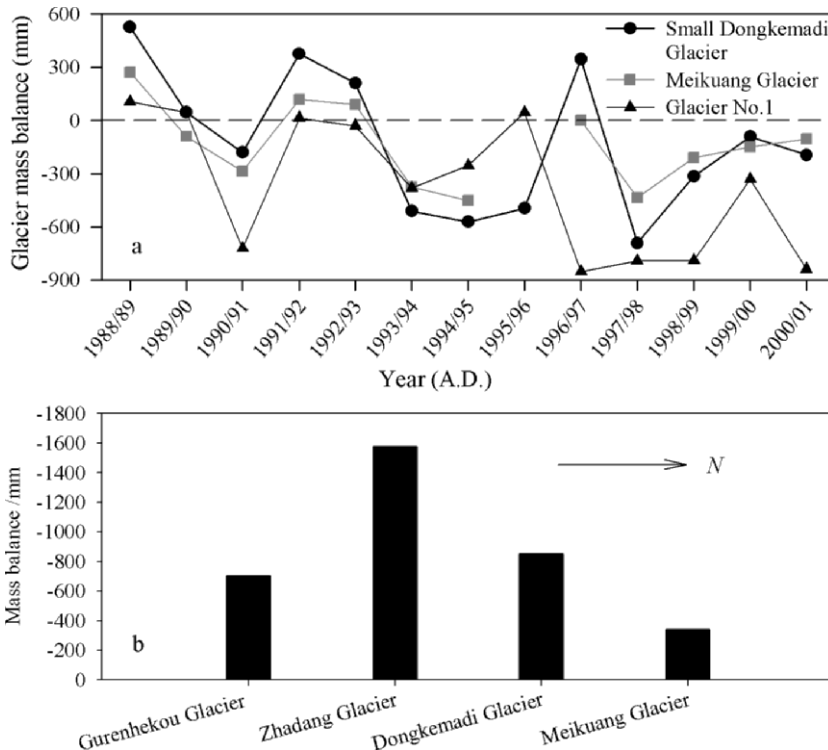 600
300
0
-300
-600
-900
Glacier mass balance (mm)
Small Dongkemadi
Glacier
Meikuang Glacier
Glacier No.1
a
1988/89
1989/90
1990/91
1991/92
1992/93
1993/94
1994/95
1995/96
1996/97
1997/98
1998/99
1999/00
2000/01
Year (A.D.)
-1800
-1600
-1400
-1200
-1000
-800
-600
-400
-200
0
Mass balance /mm
N
b
Gurenhekou Glacier
Zhadang Glacier
Dongkemadi Glacier
Meikuang Glacier